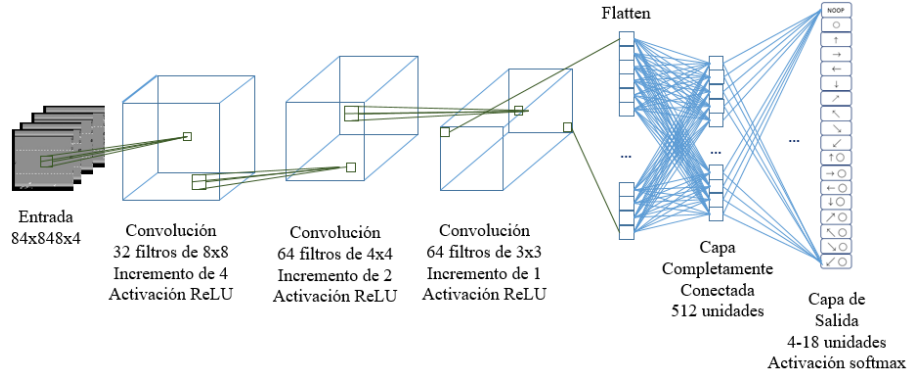 Flatten
NOOP
Entrada
84x848x4
Convolución
32 filtros de 8x8
Incremento de 4
Activación ReLU
Convolución
64 filtros de 4x4
Incremento de 2
Activación ReLU
Convolución
64 filtros de 3x3
Incremento de 1
Activación ReLU
...
...
...
Capa
Completamente
Conectada
512 unidades
Capa de
Salida
4-18 unidades
Activación softmax